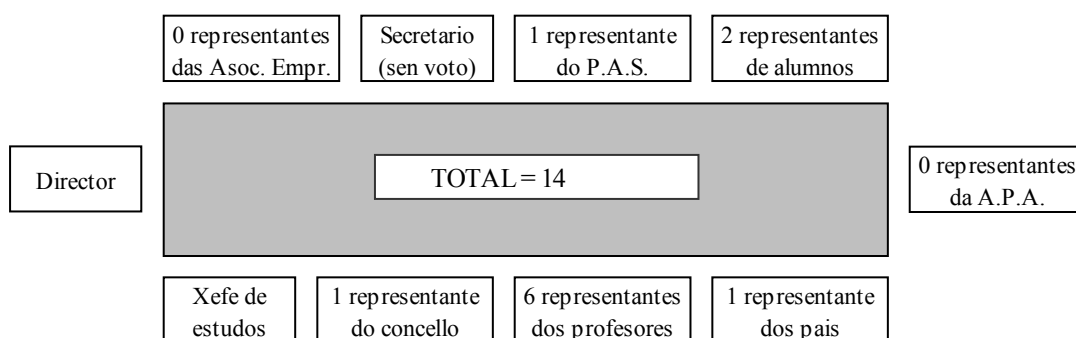 0 representantes
das Asoc. Empr.
Secretario
(sen voto)
1 representante
do P.A.S.
2 representantes
de alumnos
Director
TOTAL = 14
0 representantes
da A.P.A.
Xefe de
estudos
1 representante
do concello
6 representantes
dos profesores
1 representante
dos pais